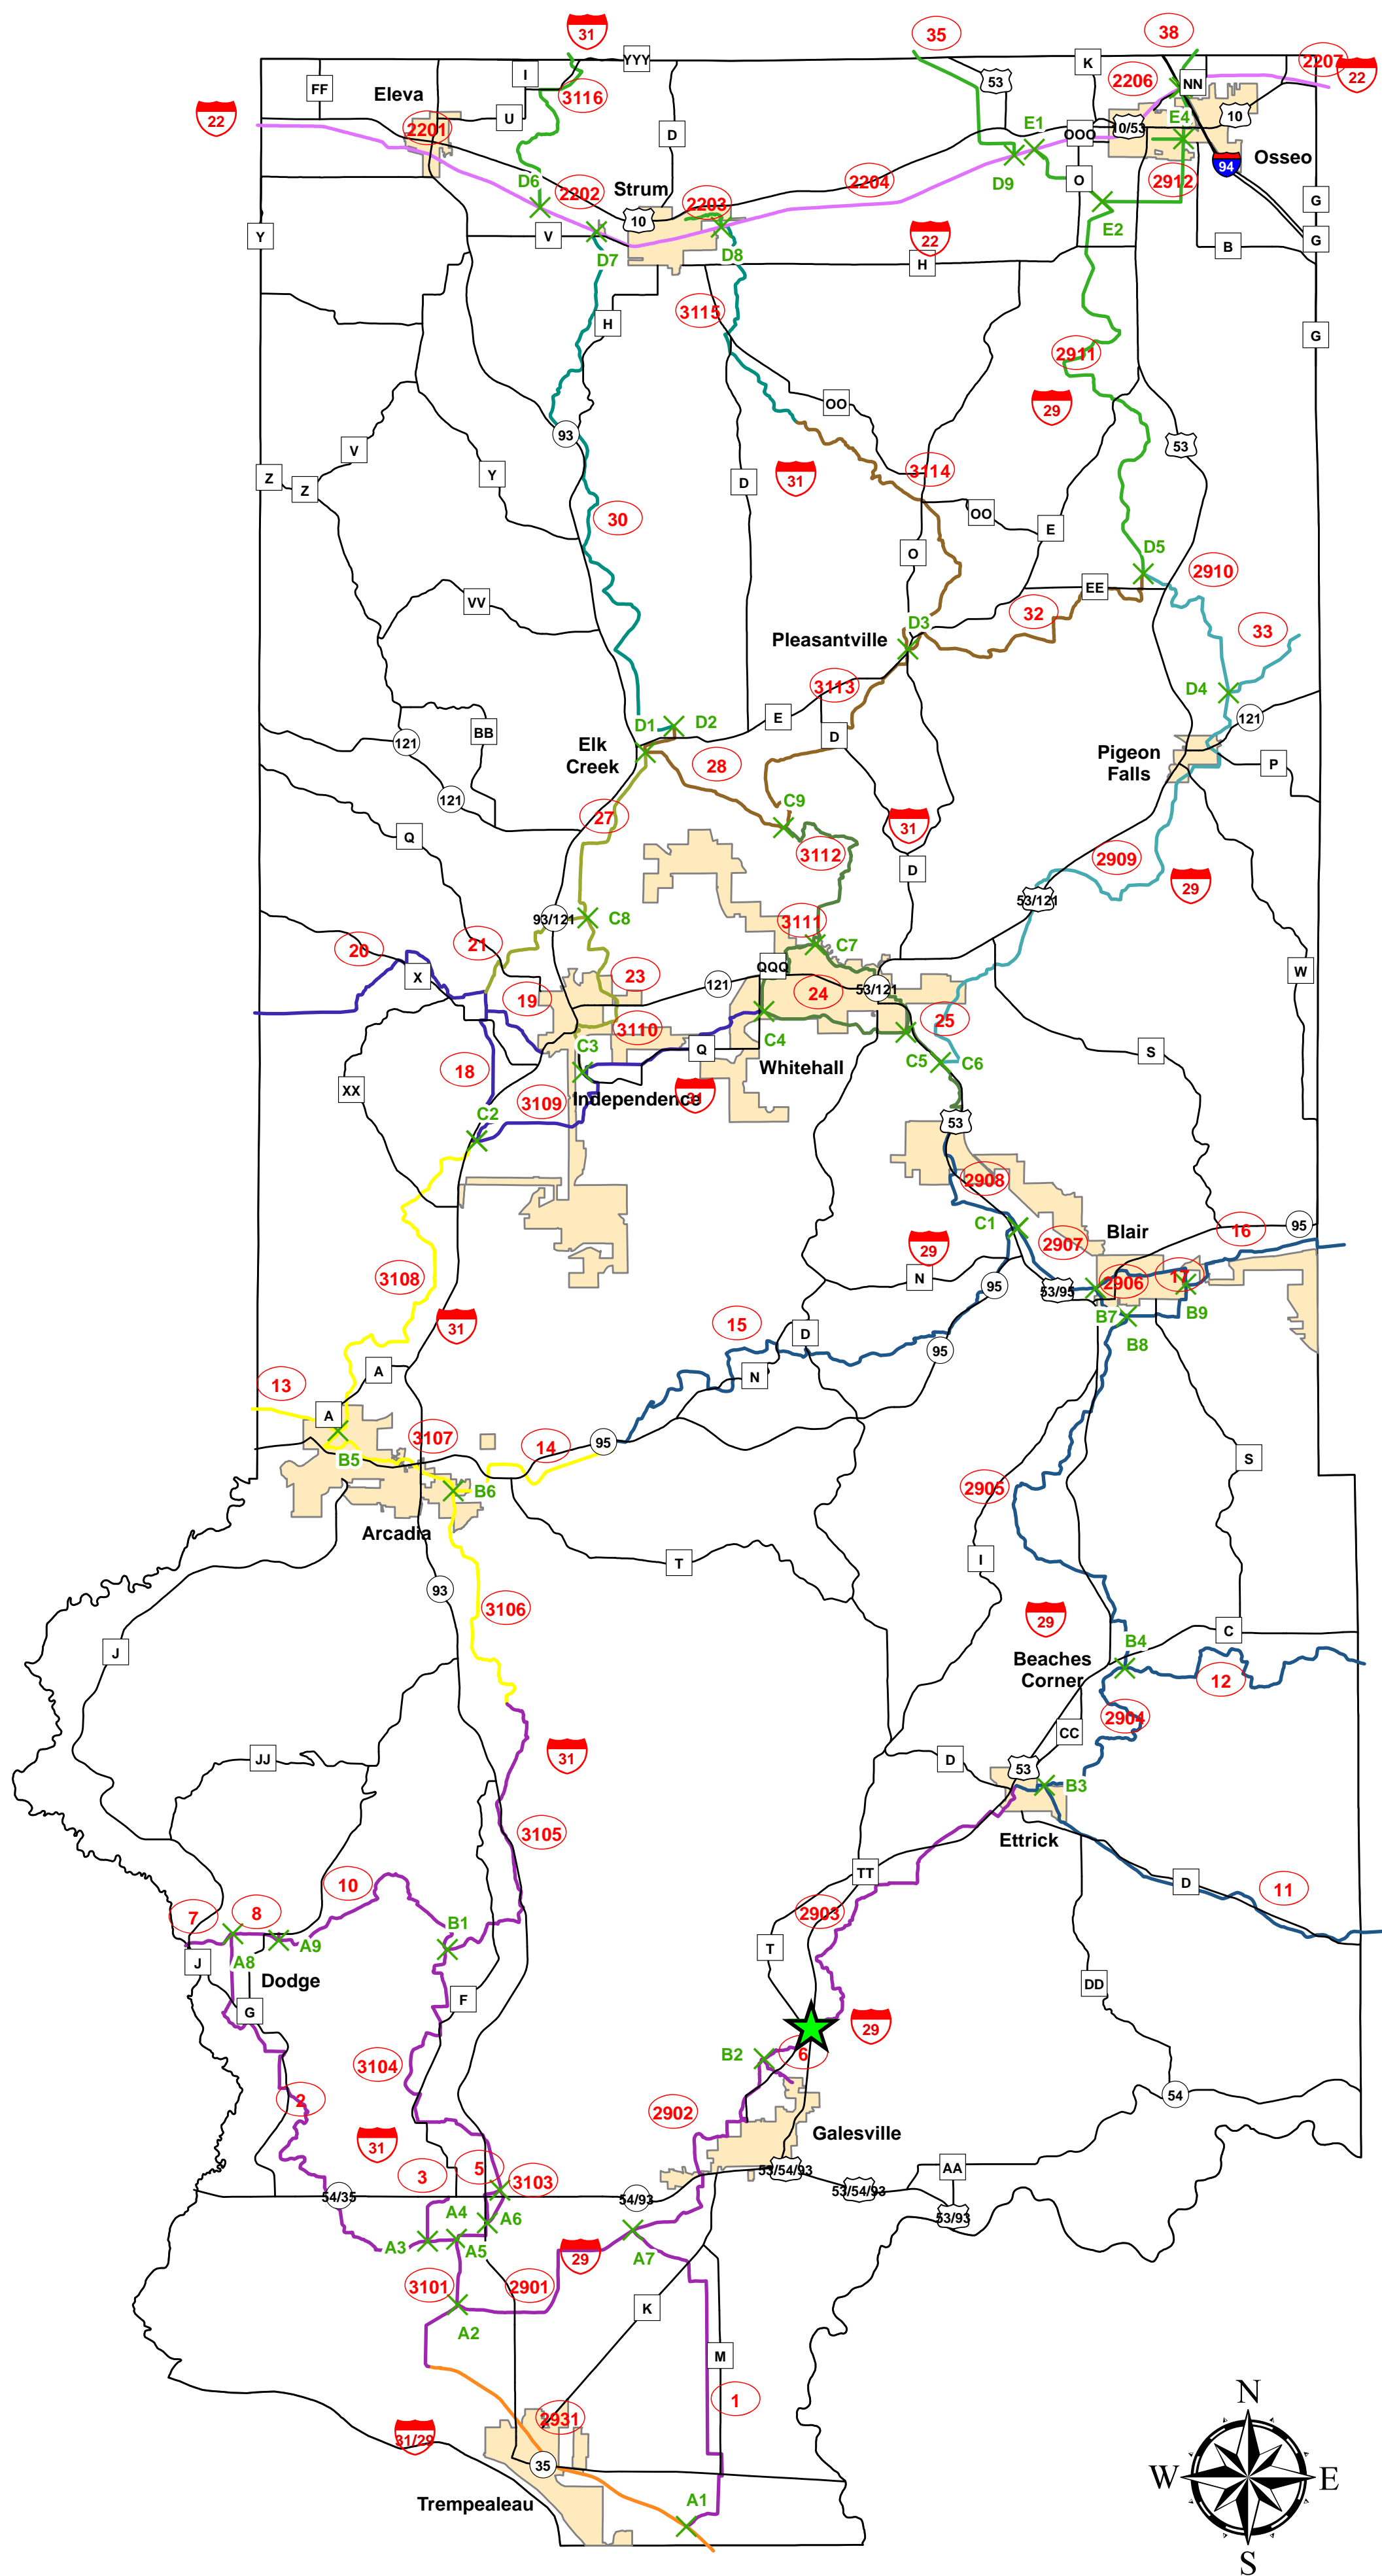 31
35
38
2207
22
YYY
I
K
53
2206
NN
FF
Eleva
3116
22
U
2201
D
E1
OOO
10/53
E4
10
Osseo
94
D9
D6
2202
Strum
2204
O
2912
2203
10
E2
G
Y
V
D7
D8
22
H
B
G
3115
H
G
2911
OO
29
93
V
53
Z
Z
Y
D
31
3114
OO
30
O
E
D5
2910
EE
VV
32
D3
33
Pleasantville
3113
D4
D1
D2
E
D
121
BB
121
Elk
Creek
28
Pigeon
Falls
P
121
C9
27
31
Q
3112
2909
D
29
53/121
93/121
C8
3111
C7
20
21
X
23
QQQ
W
121
24
53/121
19
25
3110
C4
C3
Q
C5
C6
S
18
Whitehall
XX
31
3109
Independence
C2
53
2908
C1
Blair
16
95
29
2907
3108
N
95
53/95
2906
17
B7
B9
B8
31
15
D
95
A
N
13
A
3107
14
95
B5
S
B6
2905
Arcadia
T
I
93
3106
29
C
B4
J
Beaches
Corner
12
2904
CC
31
JJ
D
53
B3
3105
Ettrick
TT
10
D
11
7
8
2903
B1
A9
T
A8
J
Dodge
DD
F
G
29
B2
6
3104
2
54
2902
Galesville
31
AA
3
5
3103
53/54/93
54/35
54/93
53/54/93
A4
A6
53/93
A3
A5
29
A7
3101
2901
K
A2
M
1
N
2931
31/29
35
W
E
A1
Trempealeau
S